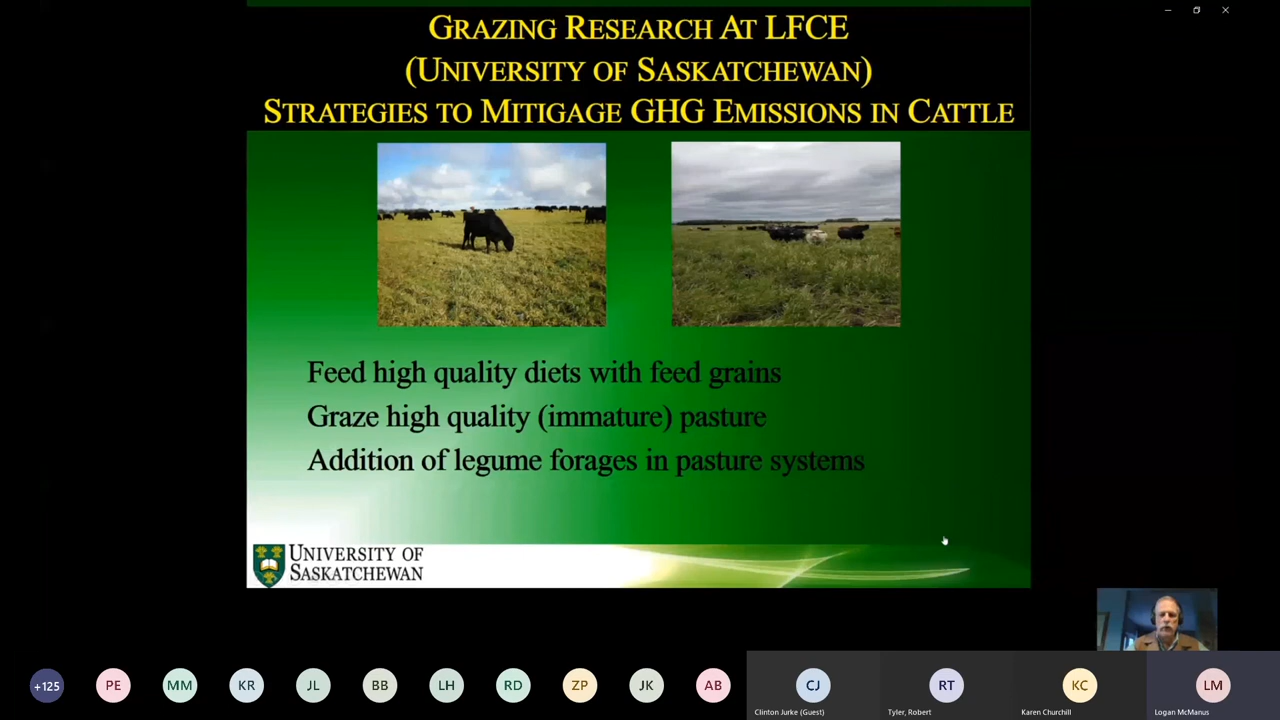 GRAZING RESEARCH AT LFCE
(UNIVERSITY OF SASKATCHEWAN)
STRATEGIES TO MITIGAGE GHG EMISSIONS IN CATTLE
Feed high quality diets with feed grains
Graze high quality (immature) pasture
Addition of legume forages in pasture systems
UNIVERSITY OF
SASKATCHEWAN
+125 PE MM KR JL BB LH RD ZP JK AB CJ RT KC LM
Clinton Jurke (Guest) Tyler, Robert Karen Churchill Logan McManus